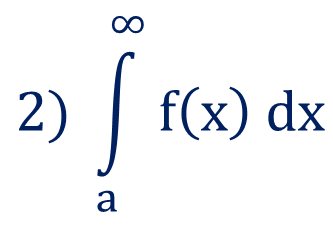 2) ∫ₐ^∞ f(x) dx